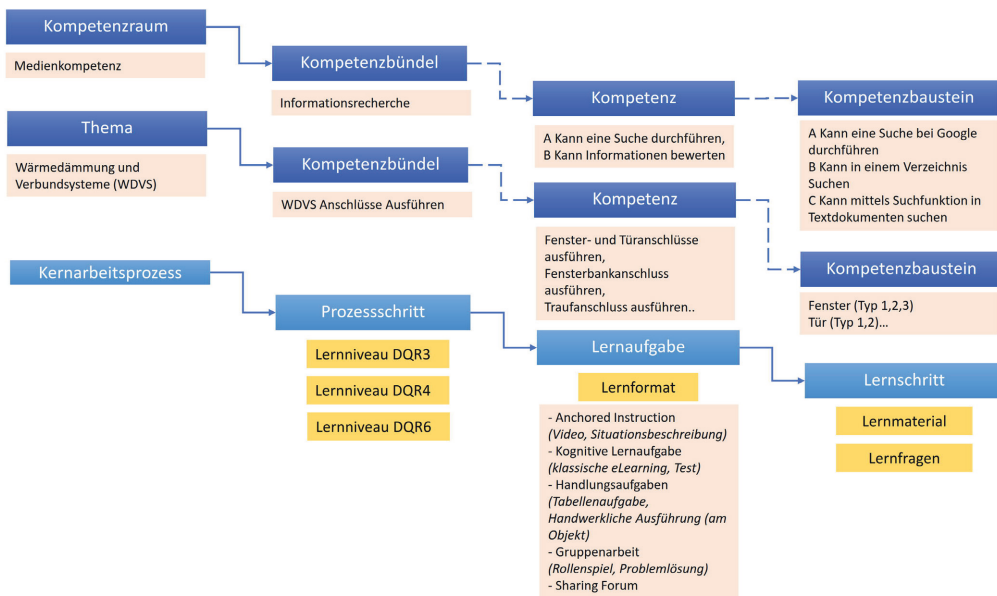 Kompetenzraum
Medienkompetenz
Kompetenzbündel
Informationsrecherche
Kompetenz
A Kann eine Suche durchführen,
B Kann Informationen bewerten
Kompetenzbaustein
A Kann eine Suche bei Google
durchführen
B Kann in einem Verzeichnis
Suchen
C Kann mittels Suchfunktion in
Textdokumenten suchen
Thema
Wärmedämmung und
Verbundsysteme (WDVS)
Kompetenzbündel
WDVS Anschlüsse Ausführen
Kompetenz
Fenster- und Türanschlüsse
ausführen,
Fensterbankanschluss
ausführen,
Traufanschluss ausführen..
Kompetenzbaustein
Fenster (Typ 1,2,3)
Tür (Typ 1,2)...
Kernarbeitsprozess
Prozessschritt
Lernniveau DQR3
Lernniveau DQR4
Lernniveau DQR6
Lernaufgabe
Lernformat
- Anchored Instruction
(Video, Situationsbeschreibung)
- Kognitive Lernaufgabe
(klassische eLearning, Test)
- Handlungsaufgaben
(Tabellenaufgabe,
Handwerkliche Ausführung (am
Objekt)
- Gruppenarbeit
(Rollenspiel, Problemlösung)
- Sharing Forum
Lernschritt
Lernmaterial
Lernfragen